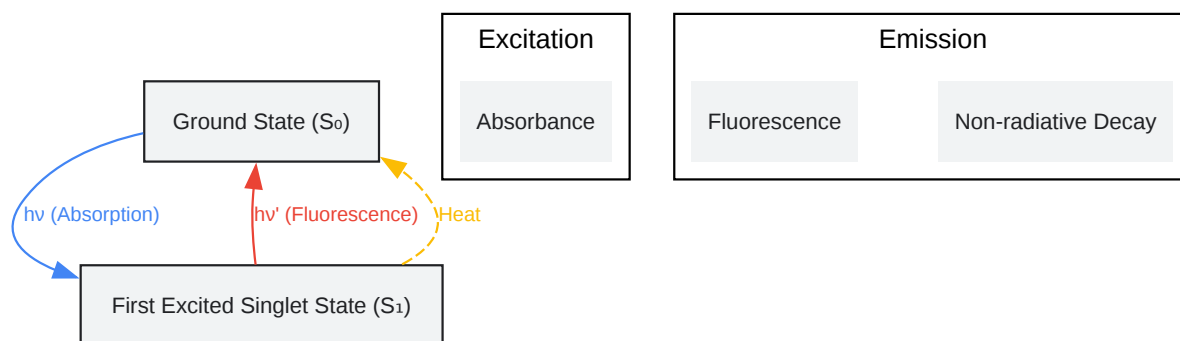 Excitation
Emission
Ground State (S₀)
Absorbance
Fluorescence
Non-radiative Decay
hν (Absorption)
hν' (Fluorescence)
Heat
First Excited Singlet State (S₁)